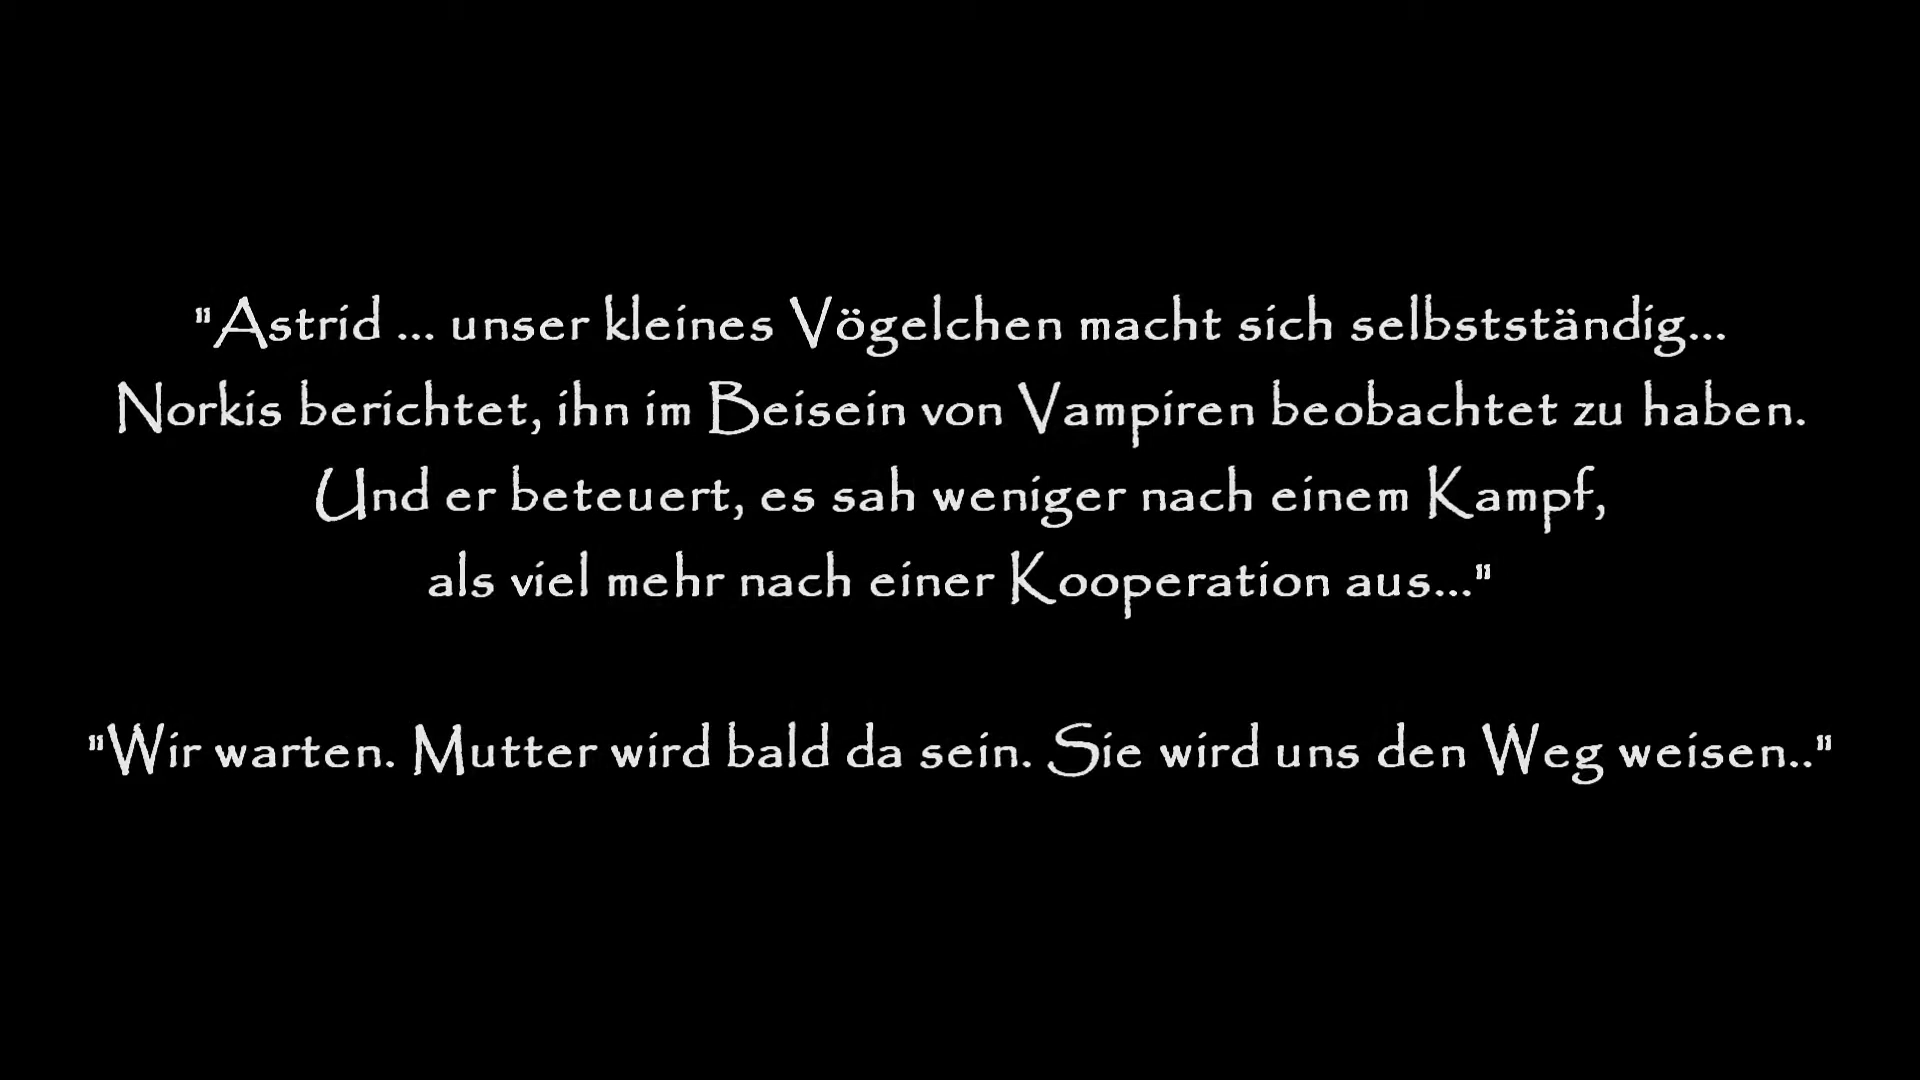 "Astrid ... unser kleines Vögelchen macht sich selbstständig...
Norkis berichtet, ihn im Beisein von Vampiren beobachtet zu haben.
Und er beteuert, es sah weniger nach einem Kampf,
als viel mehr nach einer Kooperation aus..."
"Wir warten. Mutter wird bald da sein. Sie wird uns den Weg weisen.."